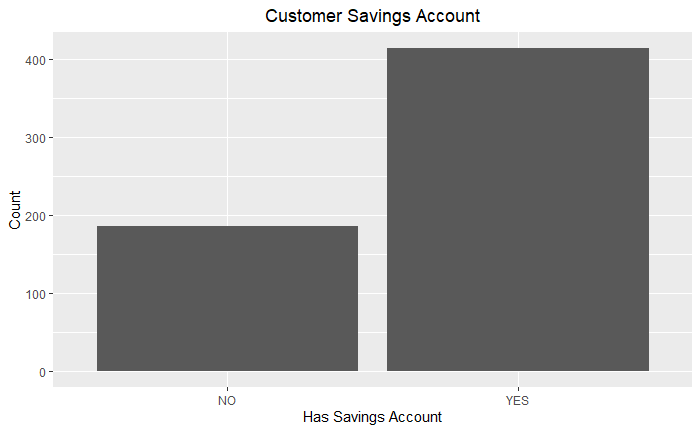 Customer Savings Account
400
300
200
100
0
Count
NO YES
Has Savings Account